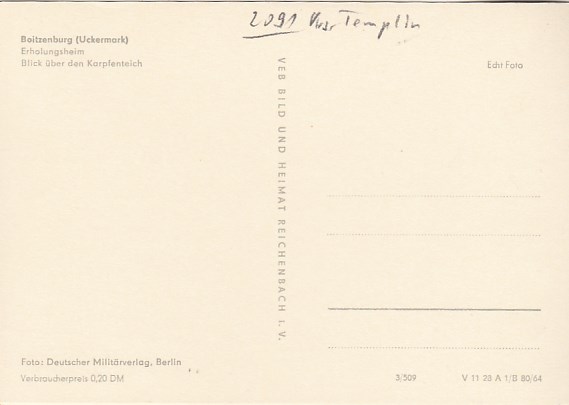 2091 Krsr Templin
Boitzenburg (Uckermark)
Erholungsheim
Blick über den Karpfenteich
Echt Foto
VEB BILD UND HEIMAT REICHENBACH I. V.
Foto: Deutscher Militärverlag, Berlin
Verbraucherpreis 0,20 DM
3/509
V 11 28 A 1/B 80/64